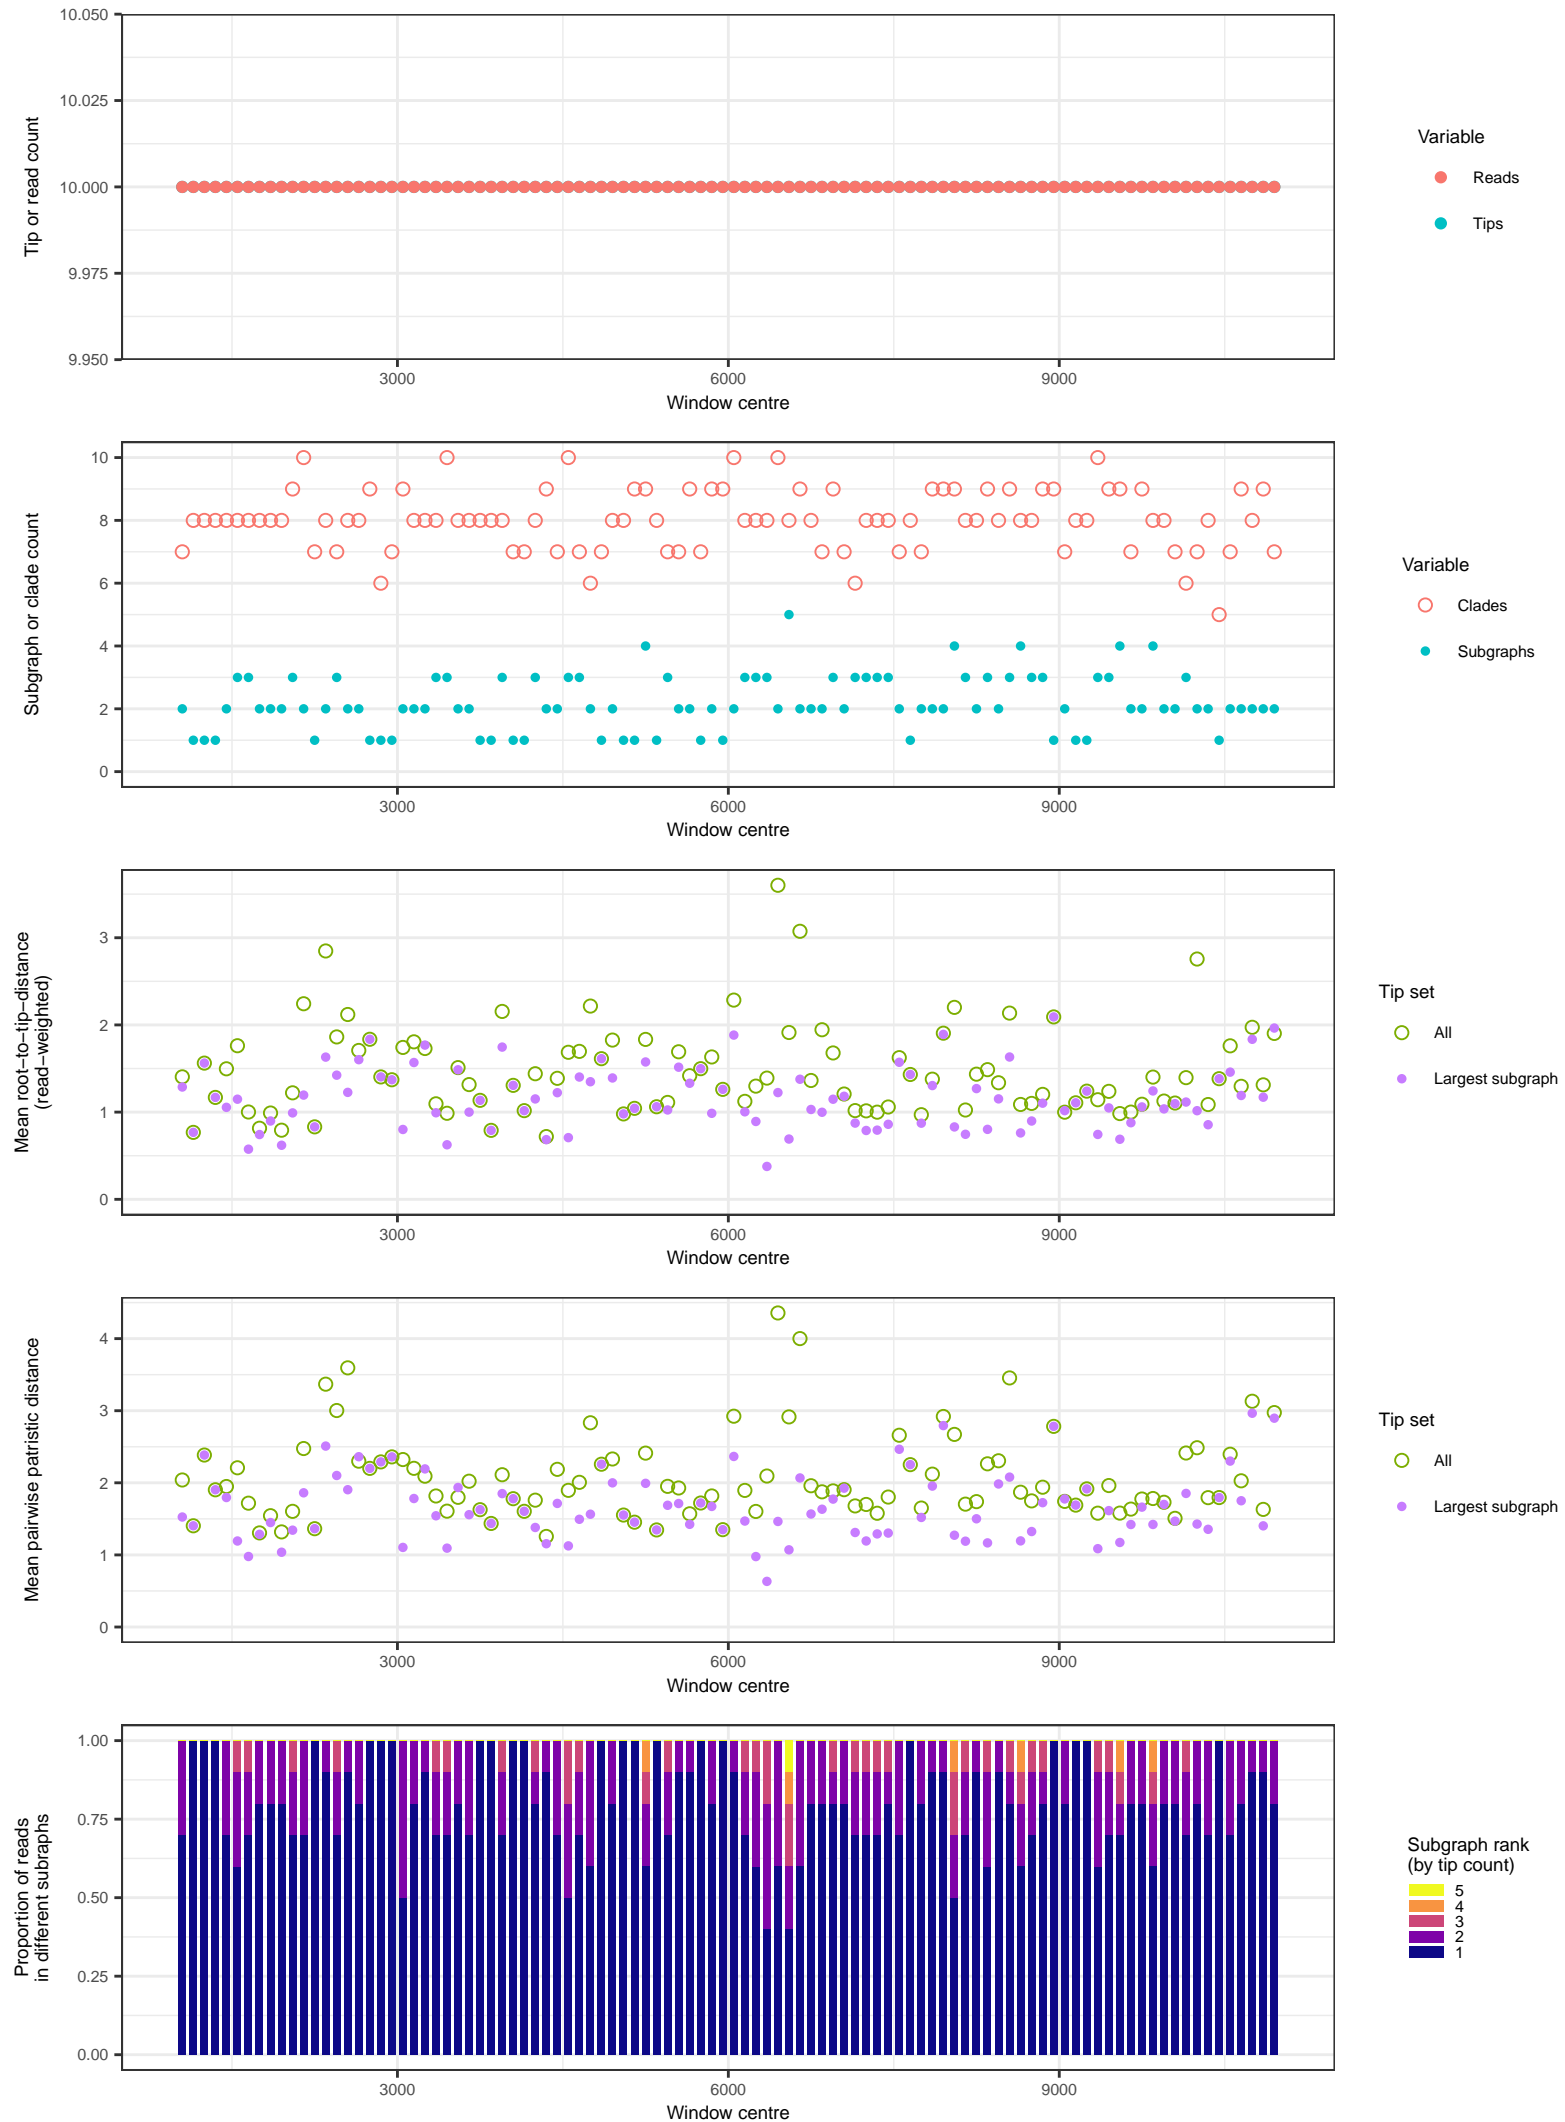 10.050
10.025
10.000
9.975
9.950
Tip or read count
3000 6000 9000
Window centre
Variable
Reads
Tips
10
8
6
4
2
0
Subgraph or clade count
3000 6000 9000
Window centre
Variable
Clades
Subgraphs
3
2
1
0
Mean root−to−tip−distance
(read−weighted)
3000 6000 9000
Window centre
Tip set
All
Largest subgraph
4
3
2
1
0
Mean pairwise patristic distance
3000 6000 9000
Window centre
Tip set
All
Largest subgraph
1.00
0.75
0.50
0.25
0.00
Proportion of reads
in different subraphs
3000 6000 9000
Window centre
Subgraph rank
(by tip count)
5
4
3
2
1